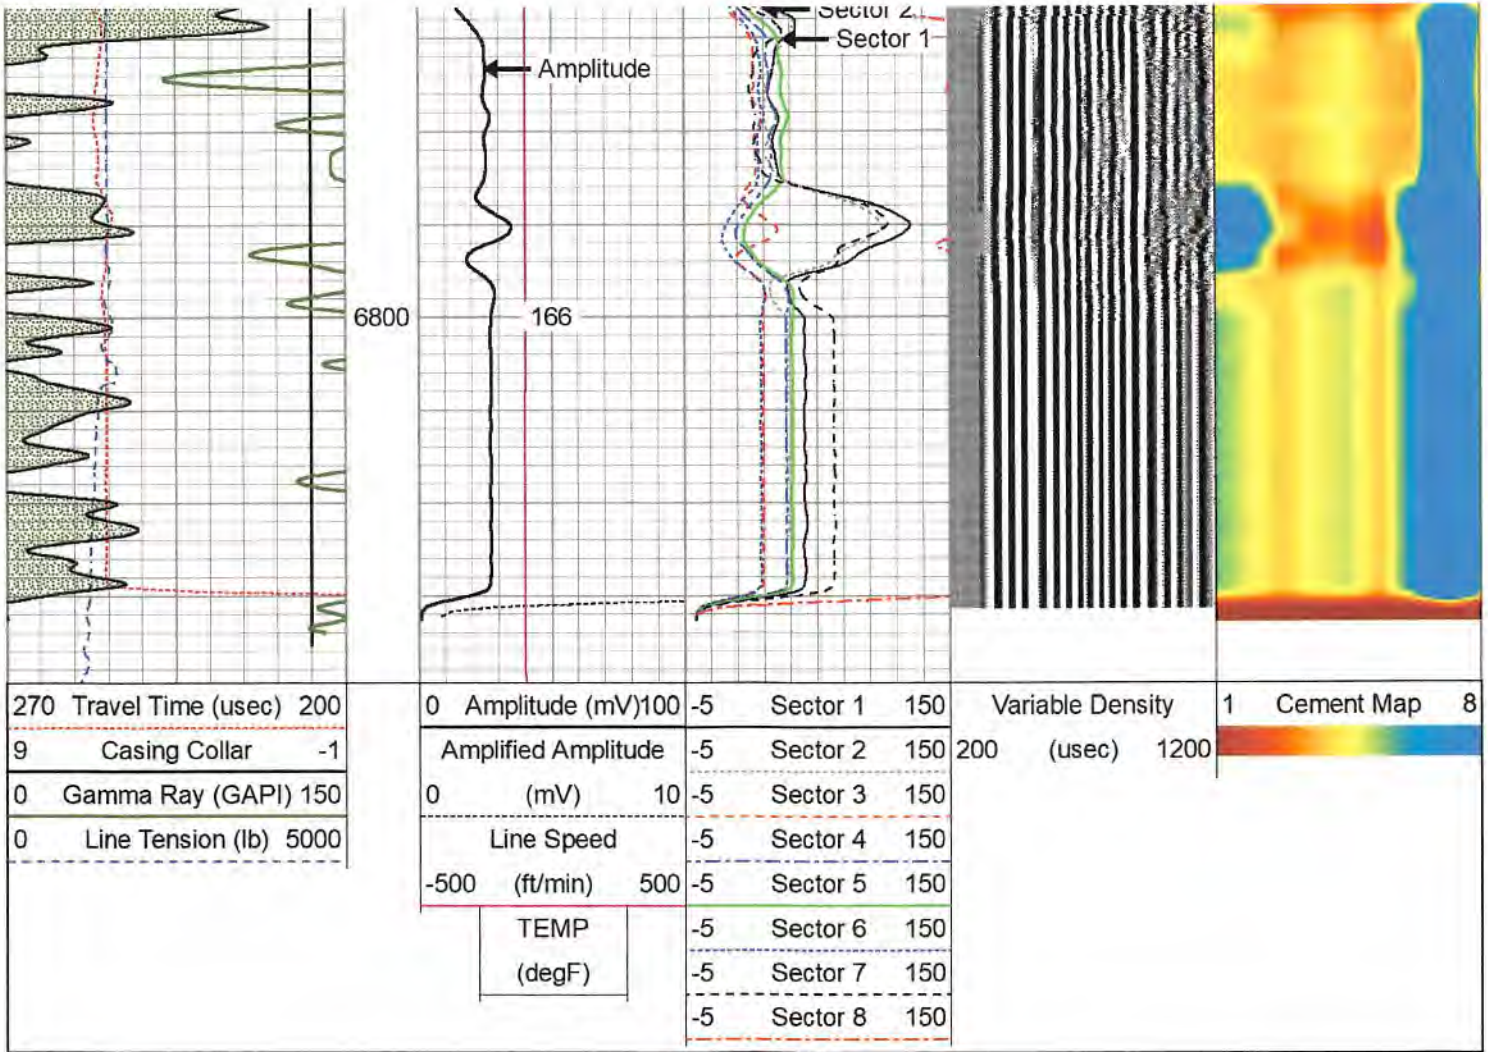 Sector 2
Sector 1
Amplitude
6800
166
270 Travel Time (usec) 200
9 Casing Collar -1
0 Gamma Ray (GAPI) 150
0 Line Tension (lb) 5000
0 Amplitude (mV)100
Amplified Amplitude
0 (mV) 10
Line Speed
-500 (ft/min) 500
TEMP
(degF)
-5 Sector 1 150
-5 Sector 2 150
-5 Sector 3 150
-5 Sector 4 150
-5 Sector 5 150
-5 Sector 6 150
-5 Sector 7 150
-5 Sector 8 150
Variable Density
200 (usec) 1200
1 Cement Map 8